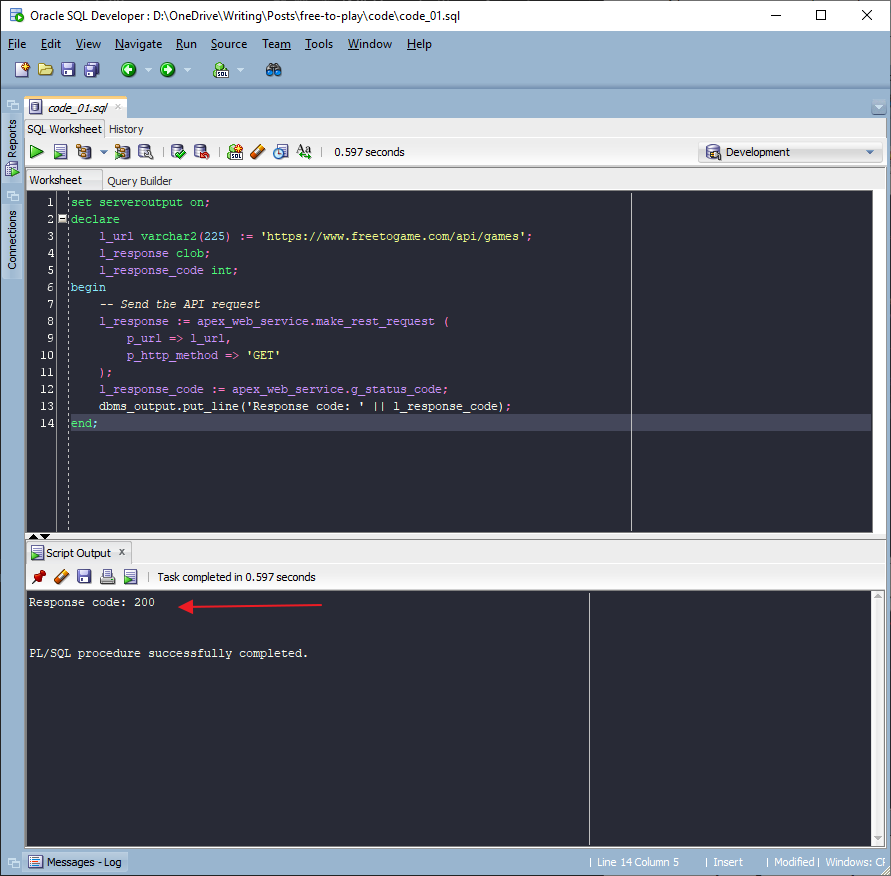 Oracle SQL Developer : D:\OneDrive\Writing\Posts\free-to-play\code\code_01.sql
File Edit View Navigate Run Source Team Tools Window Help
code_01.sql
SQL Worksheet History
0.597 seconds
Development
Worksheet Query Builder
Reports
Connections
1 set serveroutput on;
2 declare
3     l_url varchar2(225) := 'https://www.freetogame.com/api/games';
4     l_response clob;
5     l_response_code int;
6 begin
7     -- Send the API request
8     l_response := apex_web_service.make_rest_request (
9         p_url => l_url,
10         p_http_method => 'GET'
11     );
12     l_response_code := apex_web_service.g_status_code;
13     dbms_output.put_line('Response code: ' || l_response_code);
14 end;
Script Output x
Task completed in 0.597 seconds
Response code: 200
PL/SQL procedure successfully completed.
Messages - Log
Line 14 Column 5 | Insert | Modified | Windows: CF